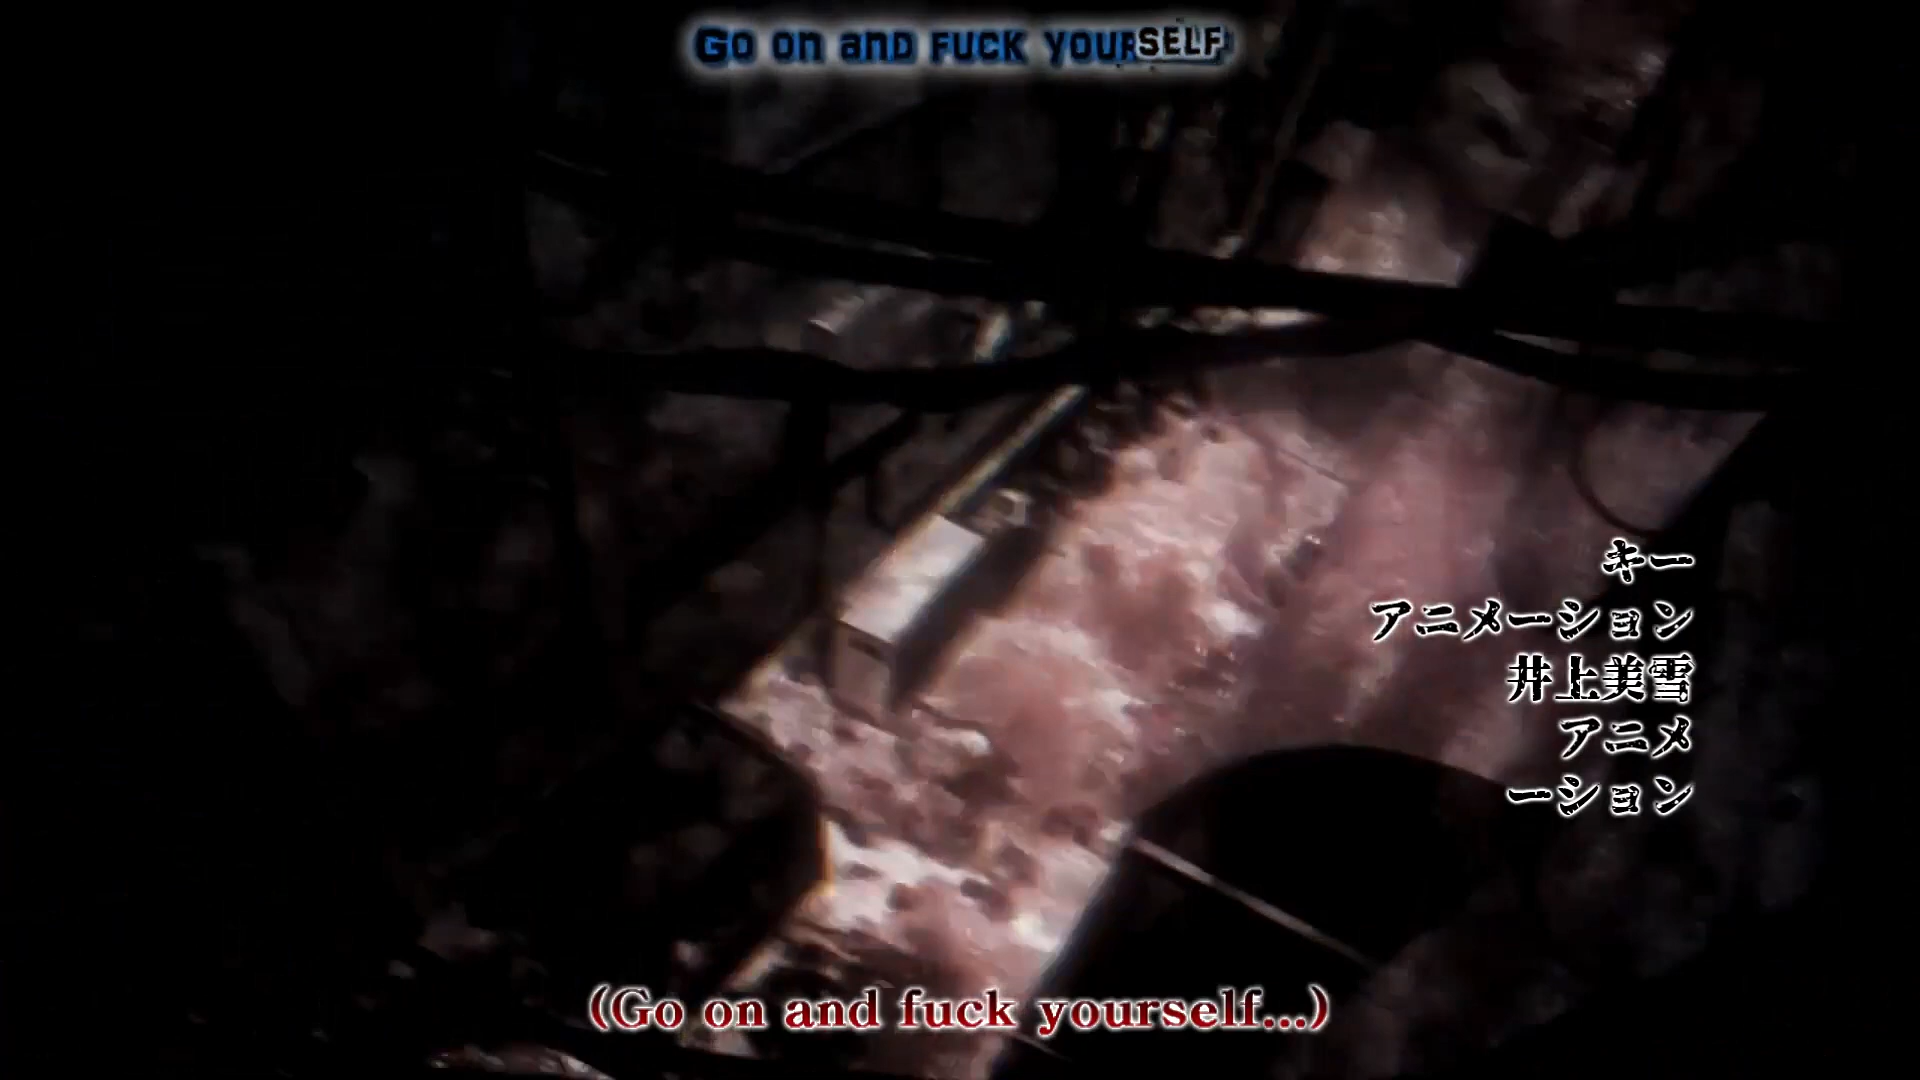 Go on and FUCK YOURSELF
キー
アニメーション
井上美雪
アニメ
ーション
(Go on and fuck yourself...)